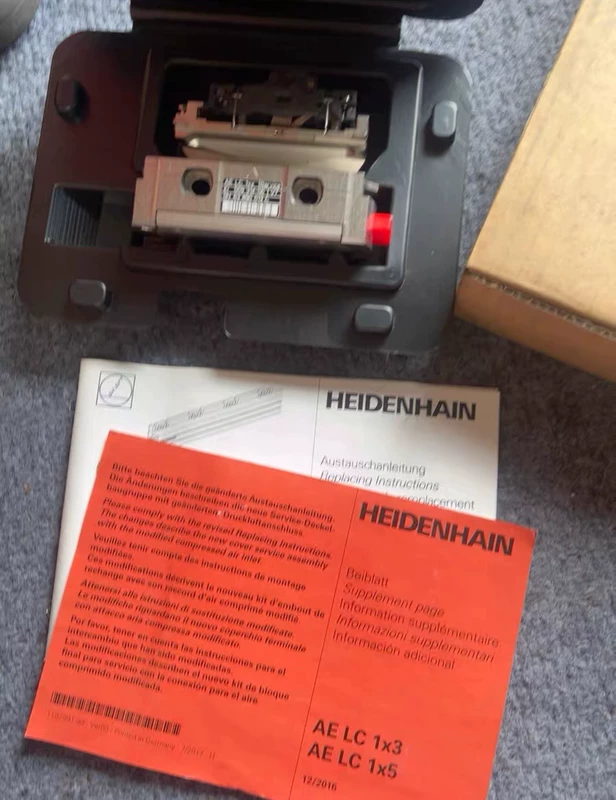 HEIDENHAIN
Austauschanleitung
Replacing Instructions
HEIDENHAIN
Beiblatt
Supplement page
Information supplémentaire
Informazioni supplementari
Información adicional
AE LC 1x3
AE LC 1x5
12/2016
Bitte beachten Sie die geänderte Austauschanleitung.
Die Änderungen beschreiben die neue Service-Deckel-
baugruppe mit geändertem Druckluftanschluss.
Please comply with the revised Replacing Instructions.
The changes describe the new cover service assembly
with the modified compressed air inlet.
Veuillez tenir compte des instructions de montage
modifiées.
Ces modifications décrivent le nouveau kit d'embout de
rechange avec son raccord d'air comprimé modifié
Attenersi alle istruzioni di sostituzione modificate.
Le modifiche riguardano il nuovo coperchio terminale
con attacco aria compressa modificato.
Por favor, tener en cuenta las instrucciones para el
intercambio que han sido modificadas.
Las modificaciones describen el nuevo kit de bloque
final para servicio con la conexión para el aire
comprimido modificada.